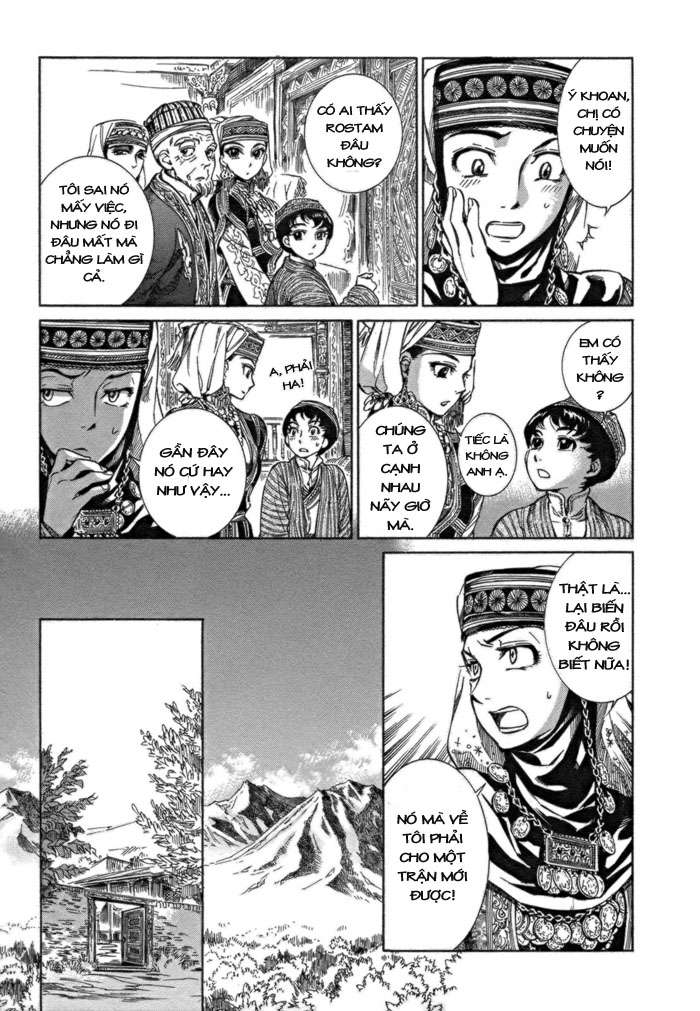 Ý KHOAN,
CHỊ CÓ
CHUYỆN
MUỐN
NÓI!
CÓ AI THẤY
ROSTAM
ĐÂU
KHÔNG?
TÔI SAI NÓ
MẤY VIỆC,
NHƯNG NÓ ĐI
ĐÂU MẤT MÀ
CHẲNG LÀM GÌ
CẢ.
EM CÓ
THẤY
KHÔNG
?
TIẾC LÀ
KHÔNG
ANH Ạ.
CHÚNG
TA Ở
CẠNH
NHAU
NÃY GIỜ
MÀ.
A, PHẢI
HA!
GẦN ĐÂY
NÓ CỨ HAY
NHƯ VẬY...
THẬT LÀ...
LẠI BIẾN
ĐÂU RỒI
KHÔNG
BIẾT NỮA!
NÓ MÀ VỀ
TÔI PHẢI
CHO MỘT
TRẬN MỚI
ĐƯỢC!